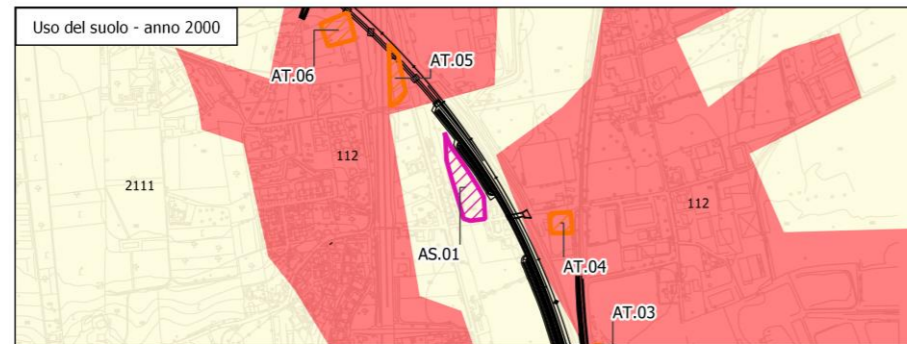 Uso del suolo - anno 2000
AT.06
AT.05
112
2111
112
AS.01
AT.04
AT.03